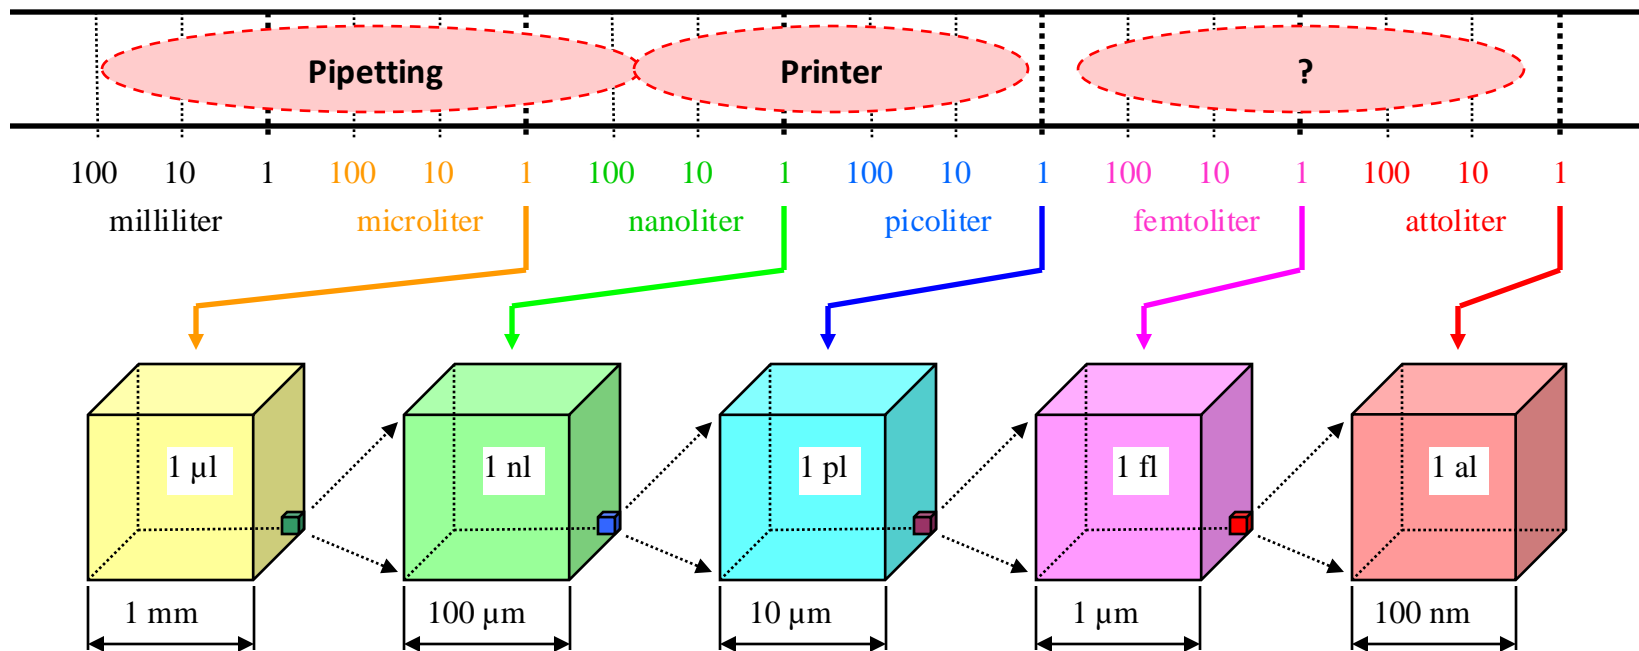 Pipetting Printer ?
100 10 1 100 10 1 100 10 1 100 10 1 100 10 1 100 10 1
milliliter microliter nanoliter picoliter femtoliter attoliter
1 µl 1 nl 1 pl 1 fl 1 al
1 mm 100 µm 10 µm 1 µm 100 nm